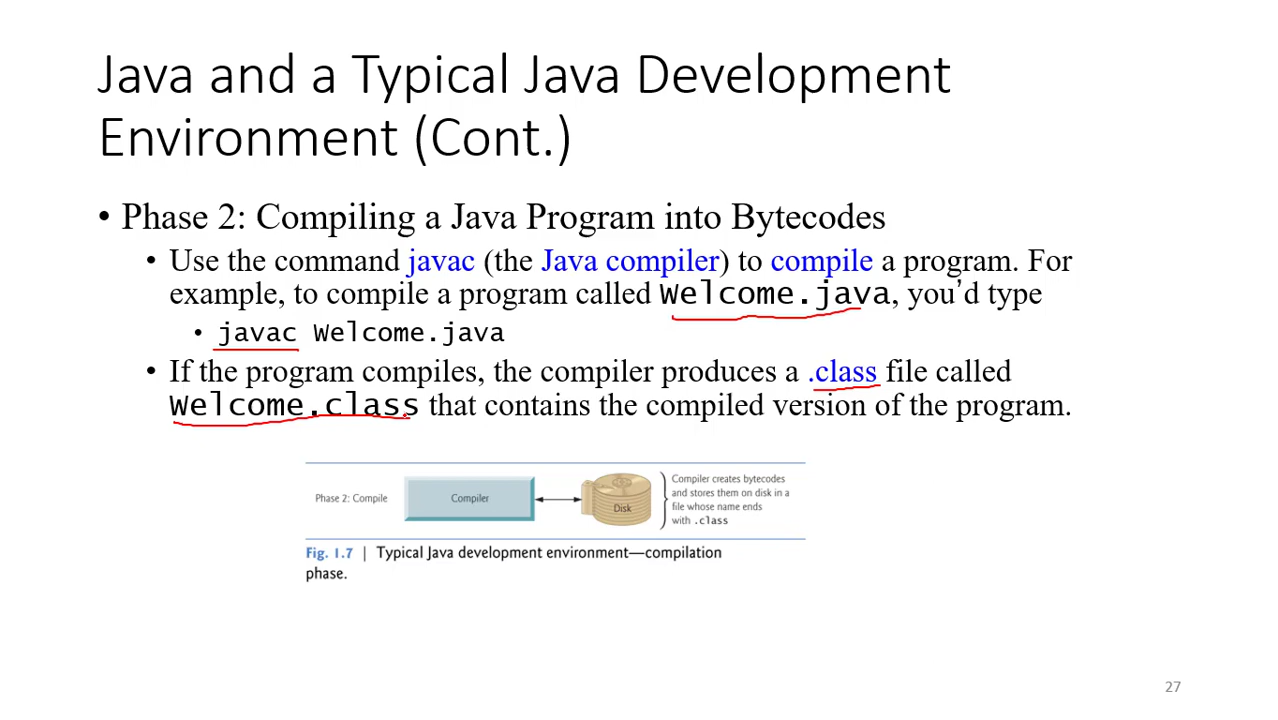 Java and a Typical Java Development
Environment (Cont.)
• Phase 2: Compiling a Java Program into Bytecodes
• Use the command javac (the Java compiler) to compile a program. For
example, to compile a program called Welcome.java, you’d type
• javac Welcome.java
• If the program compiles, the compiler produces a .class file called
Welcome.class that contains the compiled version of the program.
Phase 2: Compile
Compiler
Disk
Compiler creates bytecodes
and stores them on disk in a
file whose name ends
with .class
Fig. 1.7 | Typical Java development environment—compilation
phase.
27